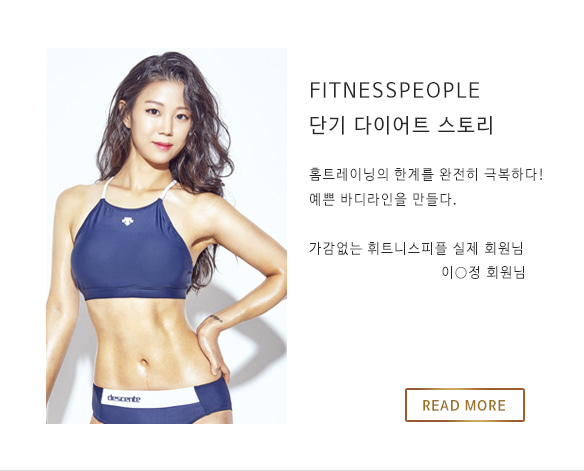 FITNESSPEOPLE
단기 다이어트 스토리
홈트레이닝의 한계를 완전히 극복하다!
예쁜 바디라인을 만들다.
가감없는 휘트니스피플 실제 회원님
이○정 회원님
descente
READ MORE